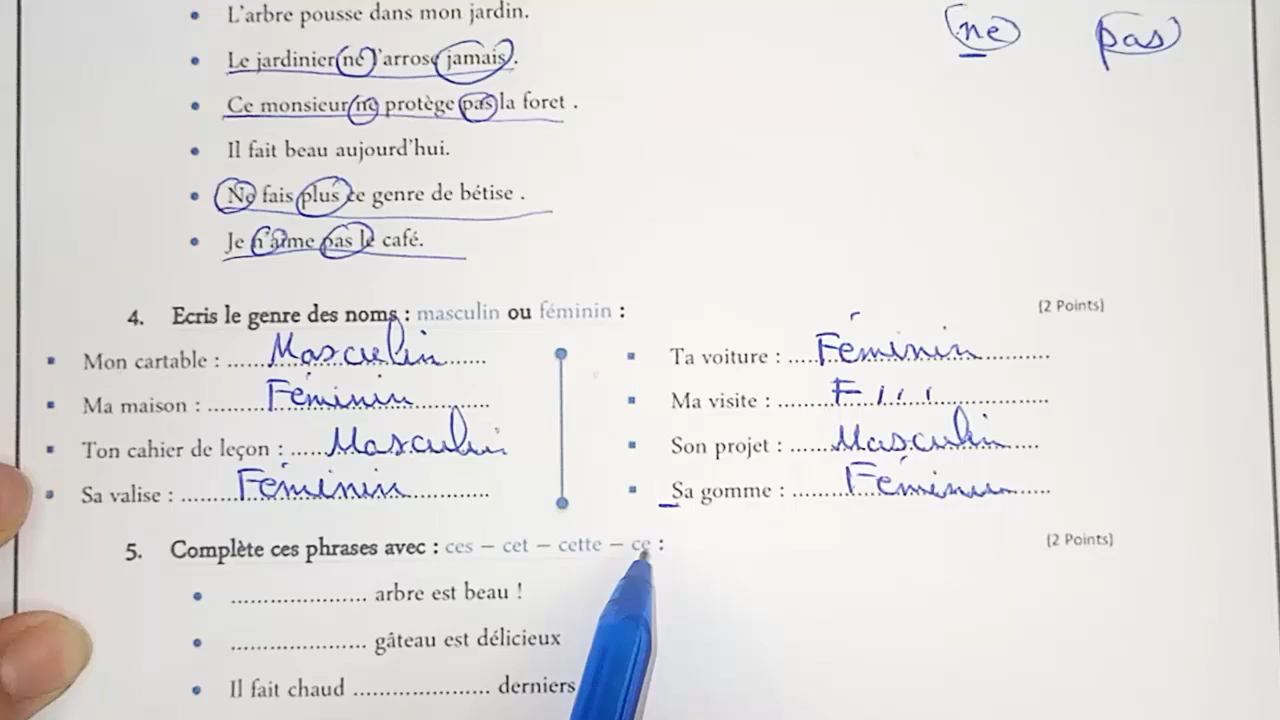 L'arbre pousse dans mon jardin.
ne pas
Le jardinier ne l'arrose jamais .
Ce monsieur ne protège pas la foret .
Il fait beau aujourd'hui.
Ne fais plus ce genre de bétise .
Je n'aime pas le café.
4. Ecris le genre des noms : masculin ou féminin : (2 Points)
Mon cartable : ...... Masculin ......
Ma maison : ......... Féminin ............
Ton cahier de leçon : ..... Masculin
Sa valise : ........ Féminin ............
Ta voiture : .... Féminin ..........
Ma visite : ........ F ...............
Son projet : ...... Masculin ....
Sa gomme : ........ Féminin .....
5. Complète ces phrases avec : ces – cet – cette – ce : (2 Points)
.................... arbre est beau !
.................... gâteau est délicieux
Il fait chaud .................... derniers